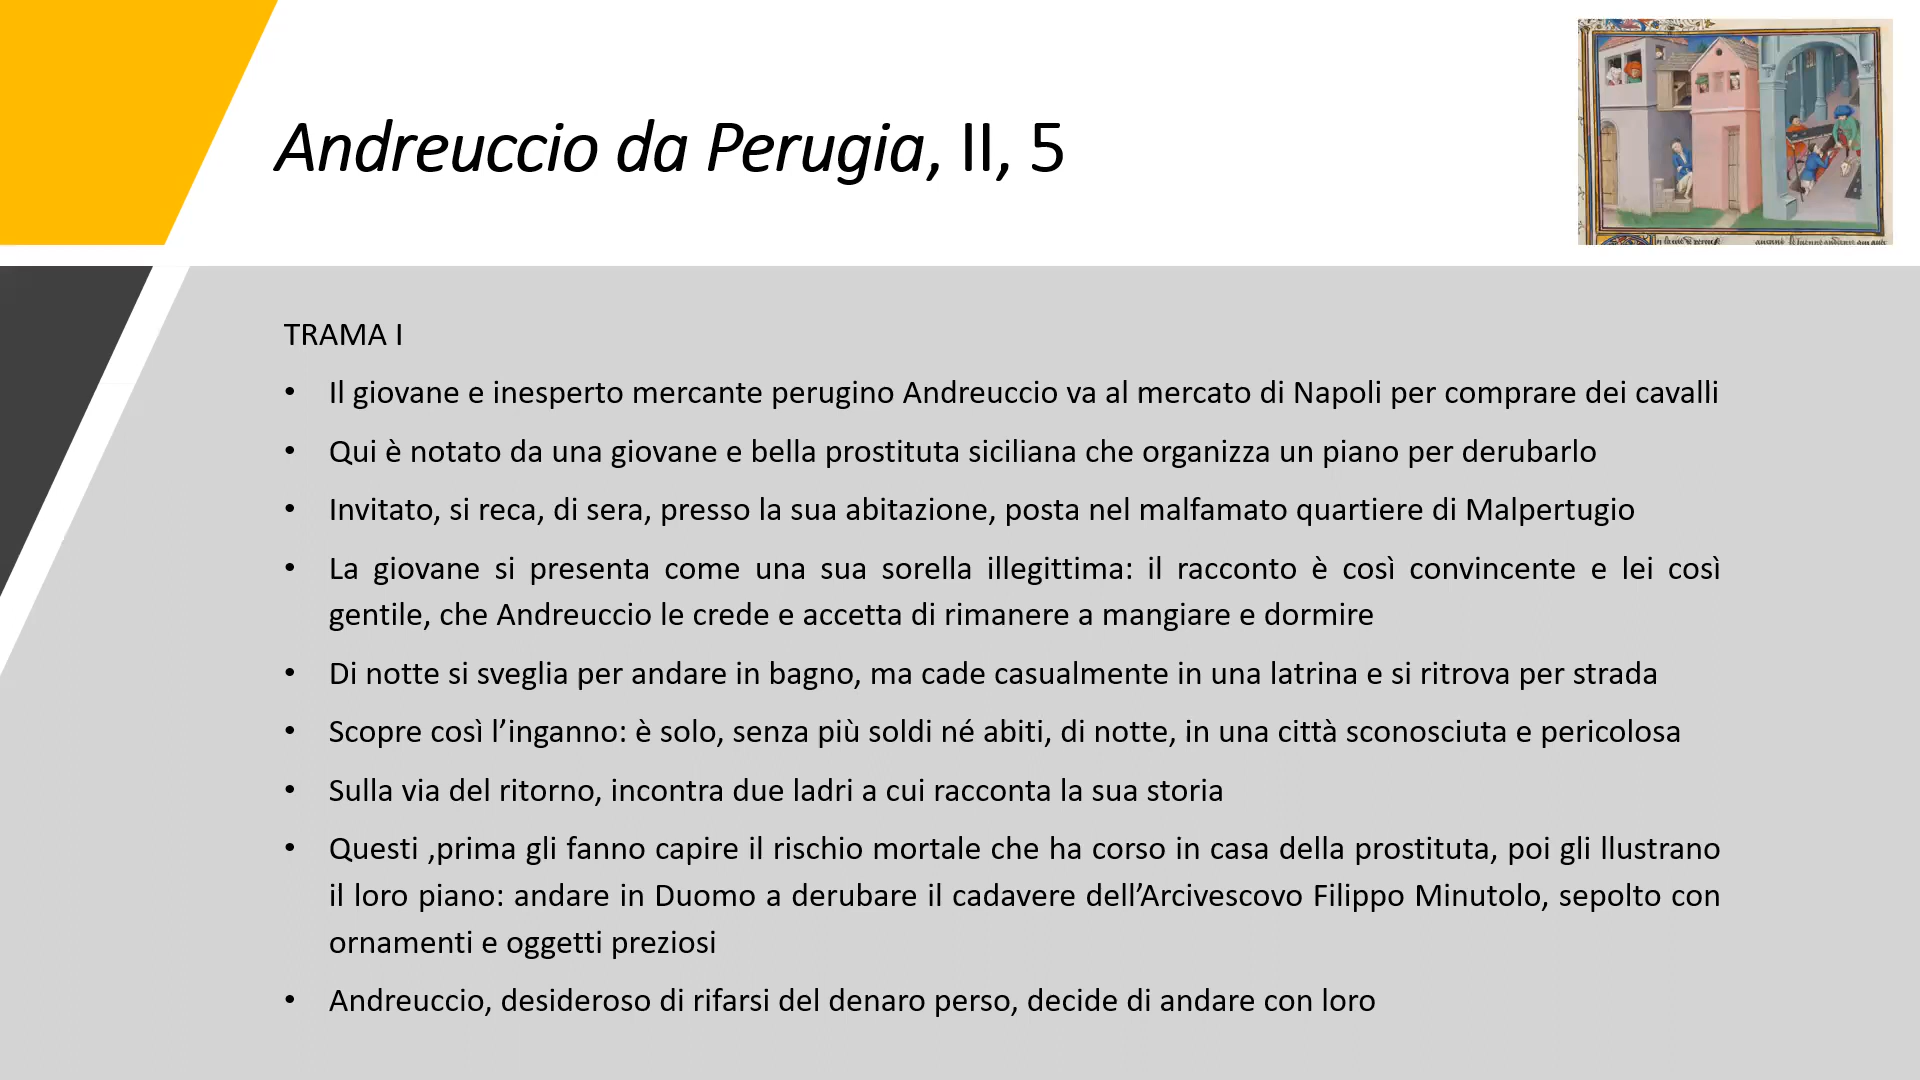 Andreuccio da Perugia, II, 5
TRAMA I
• Il giovane e inesperto mercante perugino Andreuccio va al mercato di Napoli per comprare dei cavalli
• Qui è notato da una giovane e bella prostituta siciliana che organizza un piano per derubarlo
• Invitato, si reca, di sera, presso la sua abitazione, posta nel malfamato quartiere di Malpertugio
• La giovane si presenta come una sua sorella illegittima: il racconto è così convincente e lei così
gentile, che Andreuccio le crede e accetta di rimanere a mangiare e dormire
• Di notte si sveglia per andare in bagno, ma cade casualmente in una latrina e si ritrova per strada
• Scopre così l’inganno: è solo, senza più soldi né abiti, di notte, in una città sconosciuta e pericolosa
• Sulla via del ritorno, incontra due ladri a cui racconta la sua storia
• Questi ,prima gli fanno capire il rischio mortale che ha corso in casa della prostituta, poi gli llustrano
il loro piano: andare in Duomo a derubare il cadavere dell’Arcivescovo Filippo Minutolo, sepolto con
ornamenti e oggetti preziosi
• Andreuccio, desideroso di rifarsi del denaro perso, decide di andare con loro